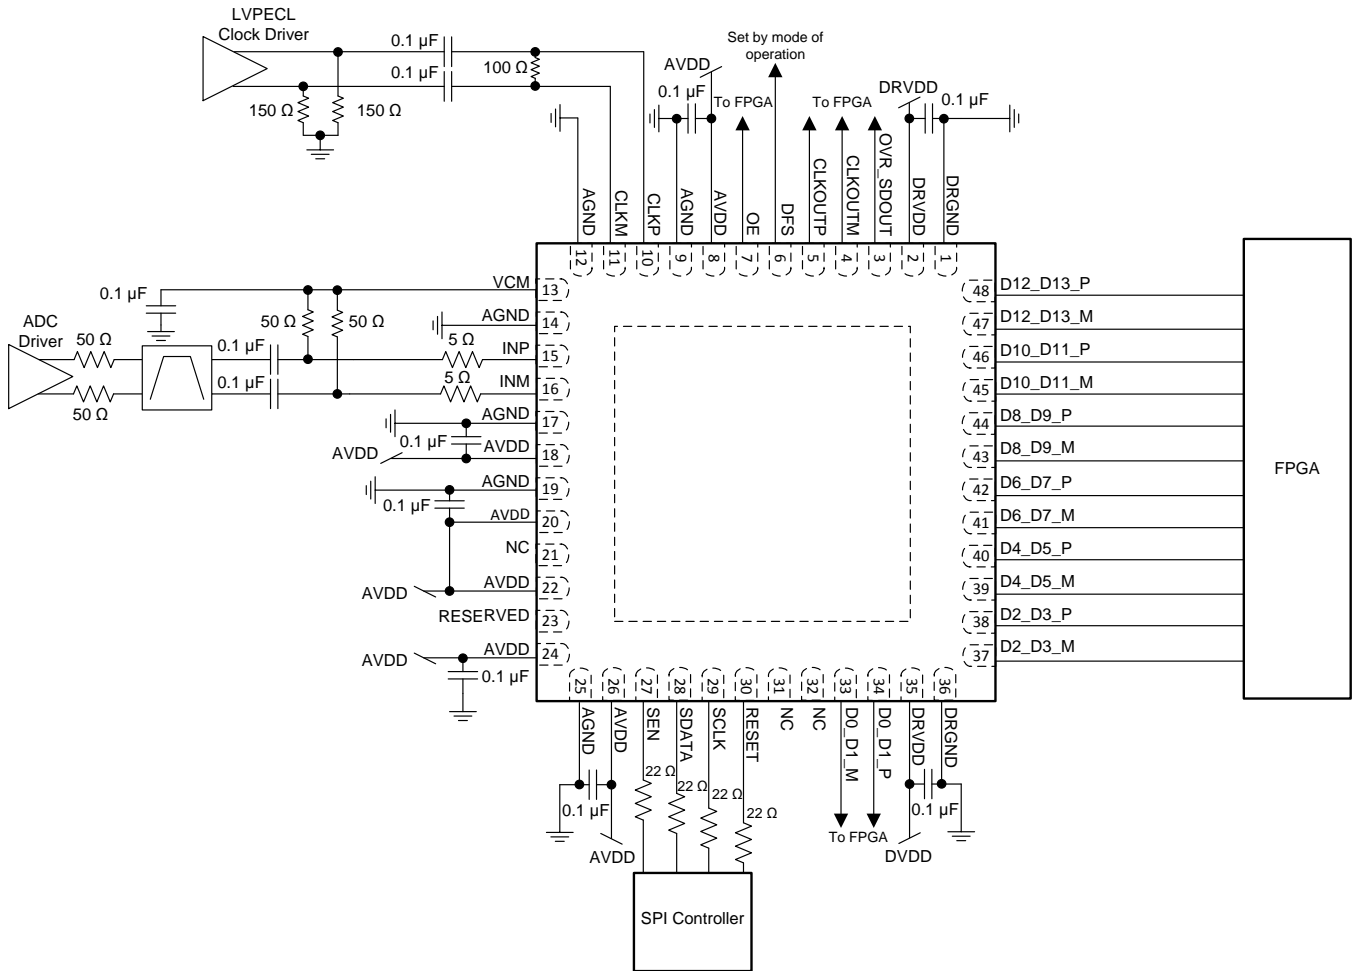 LVPECL
Clock Driver
0.1 µF
0.1 µF
100 Ω
150 Ω
150 Ω
Set by mode of
operation
AVDD
0.1 µF
To FPGA
To FPGA
DRVDD
0.1 µF
AGND
CLKM
CLKP
AGND
AVDD
OE
DFS
CLKOUTP
CLKOUTM
OVR_SDOUT
DRVDD
DRGND
12
11
10
9
8
7
6
5
4
3
2
1
VCM
13
AGND
14
INP
15
INM
16
AGND
17
AVDD
18
AGND
19
AVDD
20
NC
21
AVDD
22
RESERVED
23
AVDD
24
0.1 µF
ADC
Driver
50 Ω
50 Ω
0.1 µF
0.1 µF
50 Ω
50 Ω
5 Ω
5 Ω
0.1 µF
AVDD
0.1 µF
AVDD
AVDD
0.1 µF
48
D12_D13_P
47
D12_D13_M
46
D10_D11_P
45
D10_D11_M
44
D8_D9_P
43
D8_D9_M
42
D6_D7_P
41
D6_D7_M
40
D4_D5_P
39
D4_D5_M
38
D2_D3_P
37
D2_D3_M
FPGA
25
26
27
28
29
30
31
32
33
34
35
36
AGND
AVDD
SEN
SDATA
SCLK
RESET
NC
NC
D0_D1_M
D0_D1_P
DRVDD
DRGND
0.1 µF
AVDD
22 Ω
22 Ω
22 Ω
22 Ω
To FPGA
0.1 µF
DVDD
SPI Controller